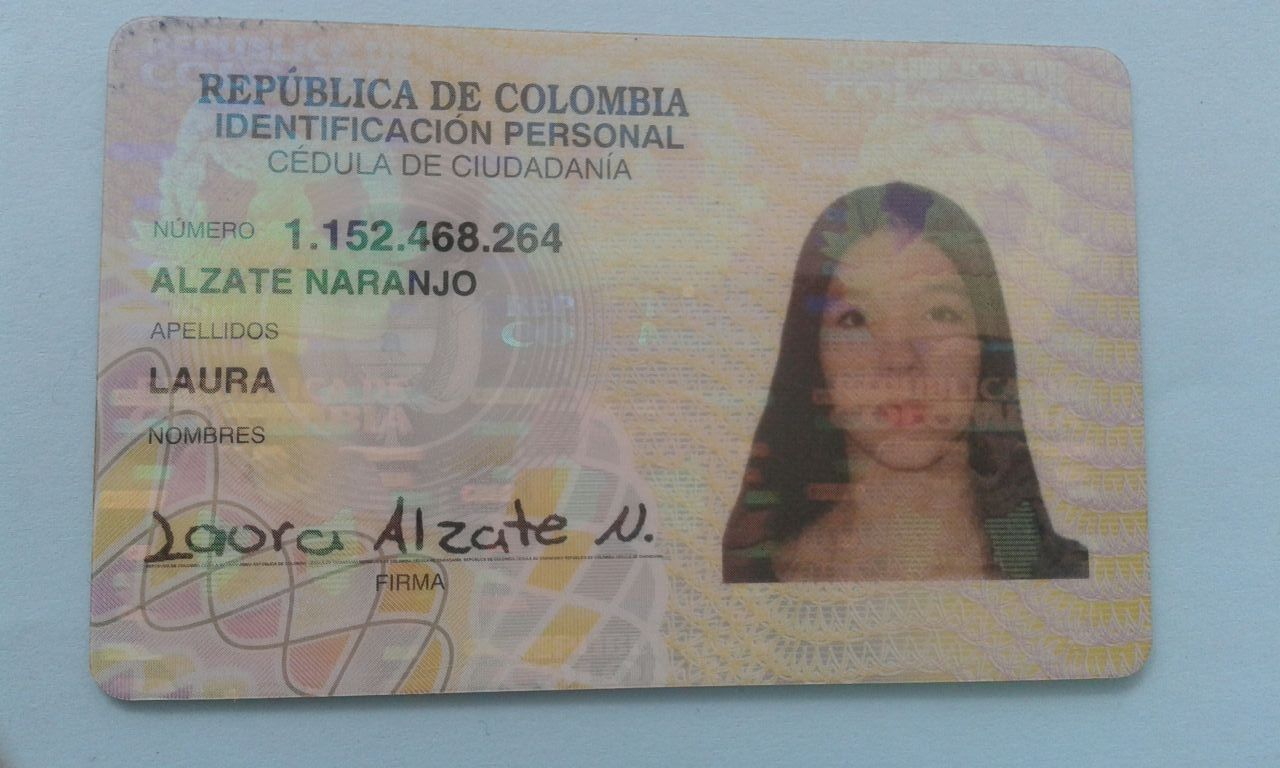 REPÚBLICA DE COLOMBIA
IDENTIFICACIÓN PERSONAL
CÉDULA DE CIUDADANÍA
NÚMERO 1.152.468.264
ALZATE NARANJO
APELLIDOS
LAURA
NOMBRES
Laura Alzate N.
FIRMA